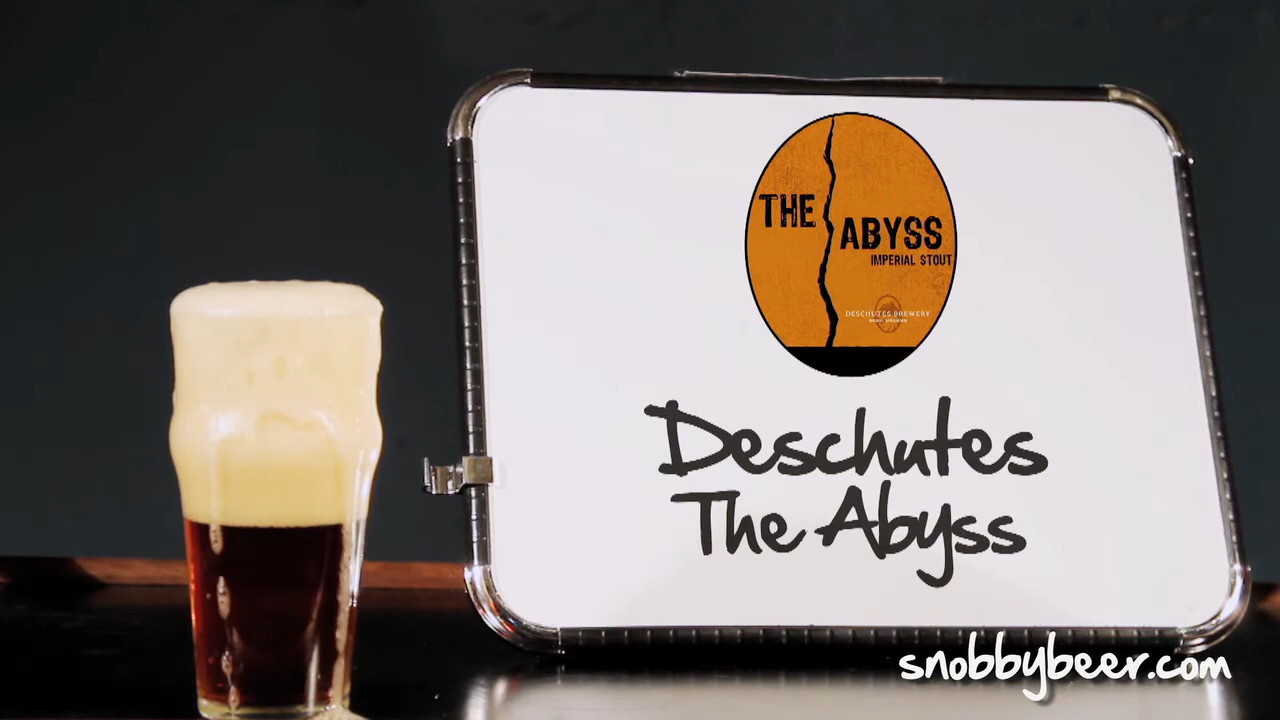 THE
ABYSS
IMPERIAL STOUT
DESCHUTES BREWERY
Deschutes
The Abyss
snobbybeer.com